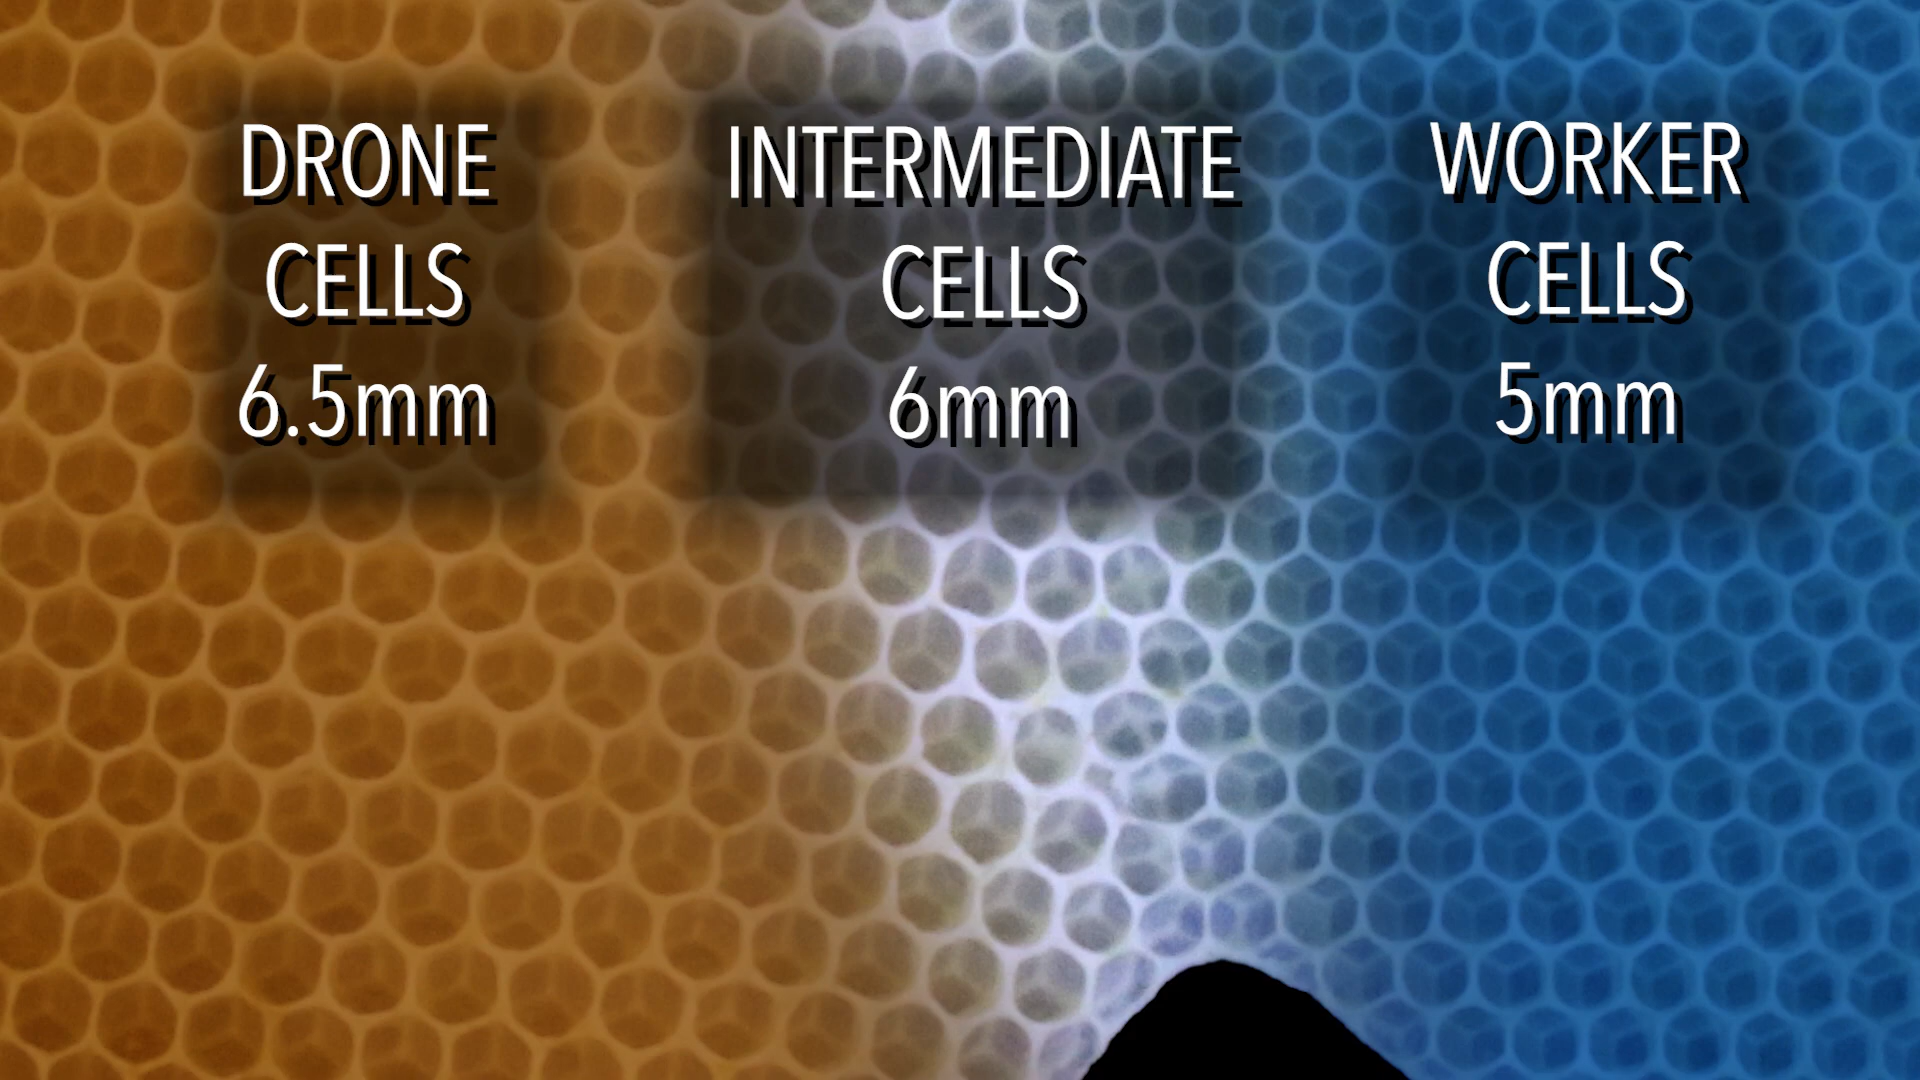 DRONE
CELLS
6.5mm
INTERMEDIATE
CELLS
6mm
WORKER
CELLS
5mm